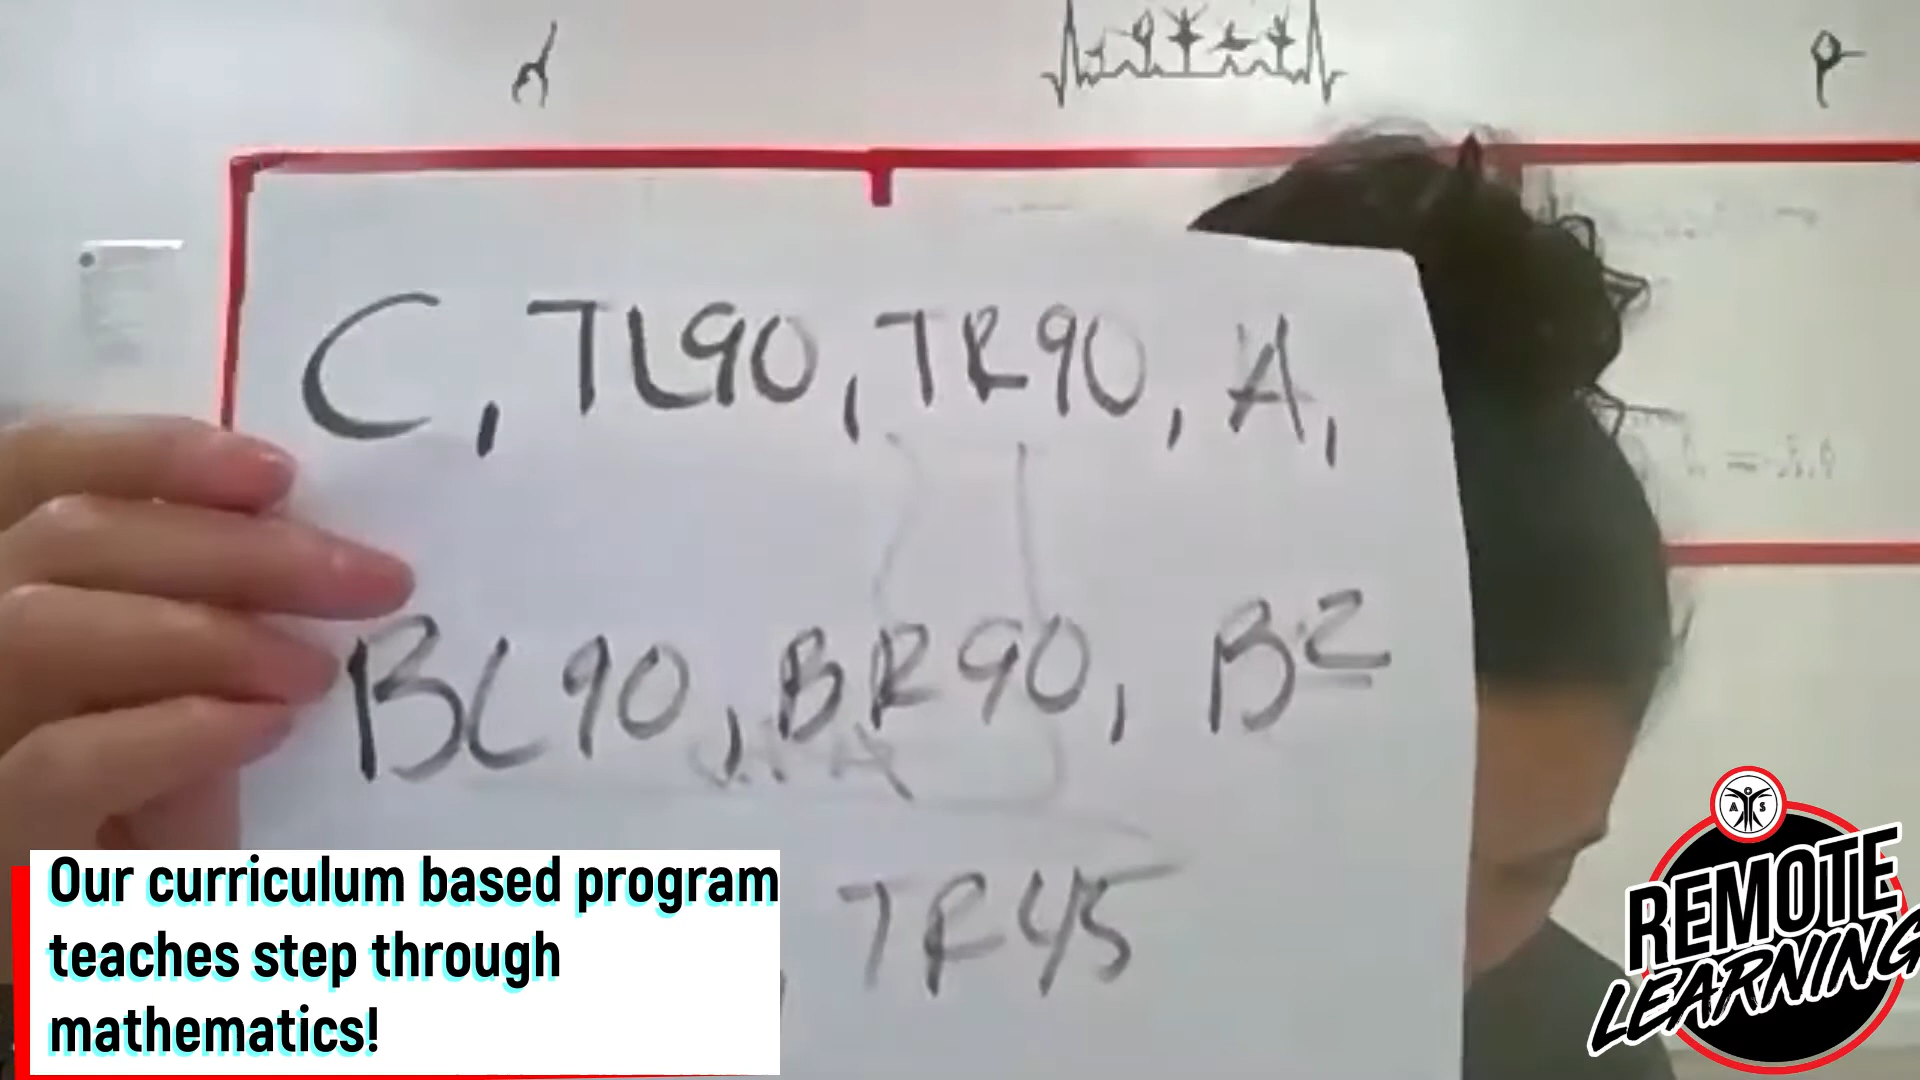 C, TL90, TR90, A,
BL90, BR90, B2
, TR45
Our curriculum based program
teaches step through
mathematics!
A S
REMOTE
LEARNING